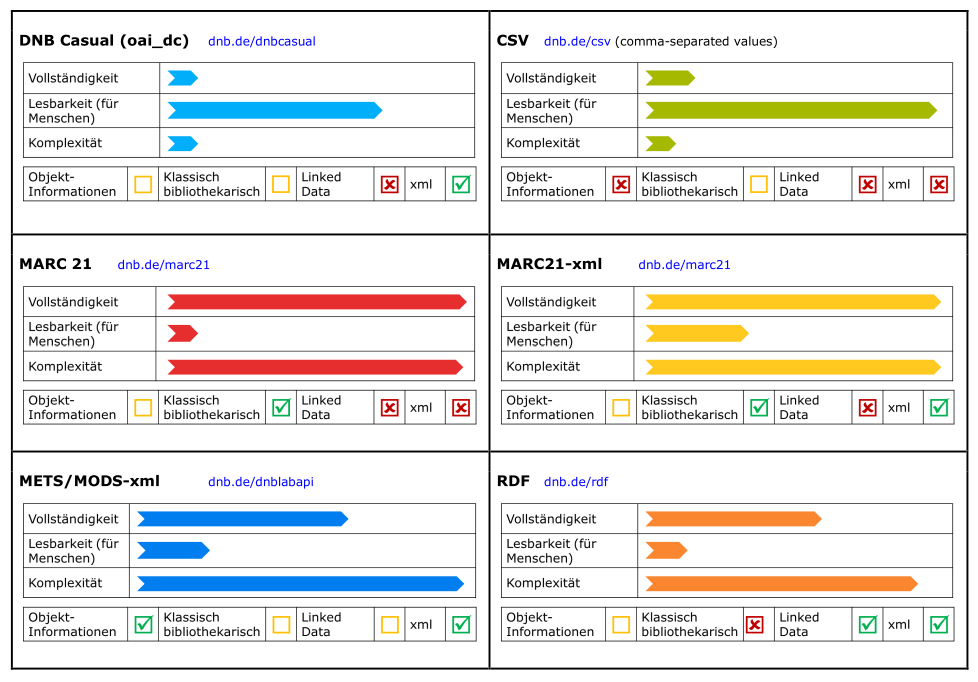 DNB Casual (oai_dc) dnb.de/dnbcasual
Vollständigkeit
Lesbarkeit (für
Menschen)
Komplexität
Objekt-
Informationen
Klassisch
bibliothekarisch
Linked
Data
xml
CSV dnb.de/csv (comma-separated values)
Vollständigkeit
Lesbarkeit (für
Menschen)
Komplexität
Objekt-
Informationen
Klassisch
bibliothekarisch
Linked
Data
xml
MARC 21 dnb.de/marc21
Vollständigkeit
Lesbarkeit (für
Menschen)
Komplexität
Objekt-
Informationen
Klassisch
bibliothekarisch
Linked
Data
xml
MARC21-xml dnb.de/marc21
Vollständigkeit
Lesbarkeit (für
Menschen)
Komplexität
Objekt-
Informationen
Klassisch
bibliothekarisch
Linked
Data
xml
METS/MODS-xml dnb.de/dnblabapi
Vollständigkeit
Lesbarkeit (für
Menschen)
Komplexität
Objekt-
Informationen
Klassisch
bibliothekarisch
Linked
Data
xml
RDF dnb.de/rdf
Vollständigkeit
Lesbarkeit (für
Menschen)
Komplexität
Objekt-
Informationen
Klassisch
bibliothekarisch
Linked
Data
xml